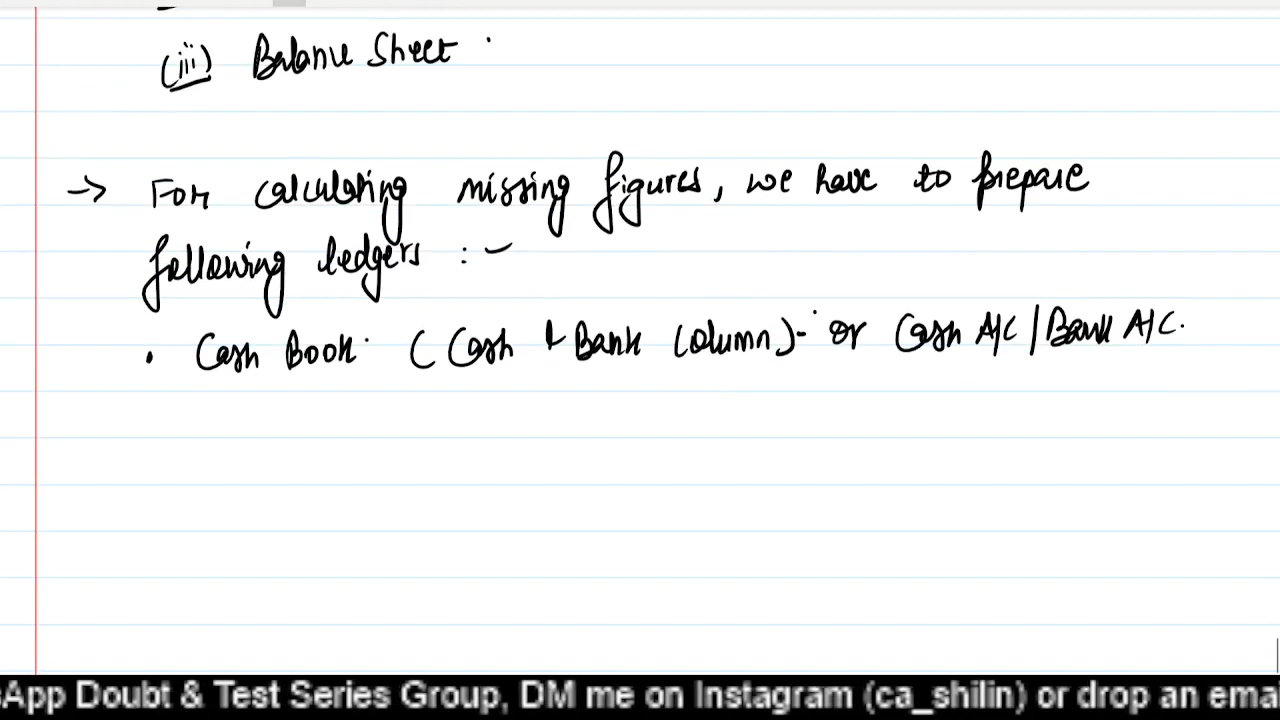 (iii) Balance Sheet .
→ For calculating missing figures, we have to prepare
following ledgers :-
• Cash Book. (Cash & Bank Column)- or Cash A/C / Bank A/C.
sApp Doubt & Test Series Group, DM me on Instagram (ca_shilin) or drop an ema